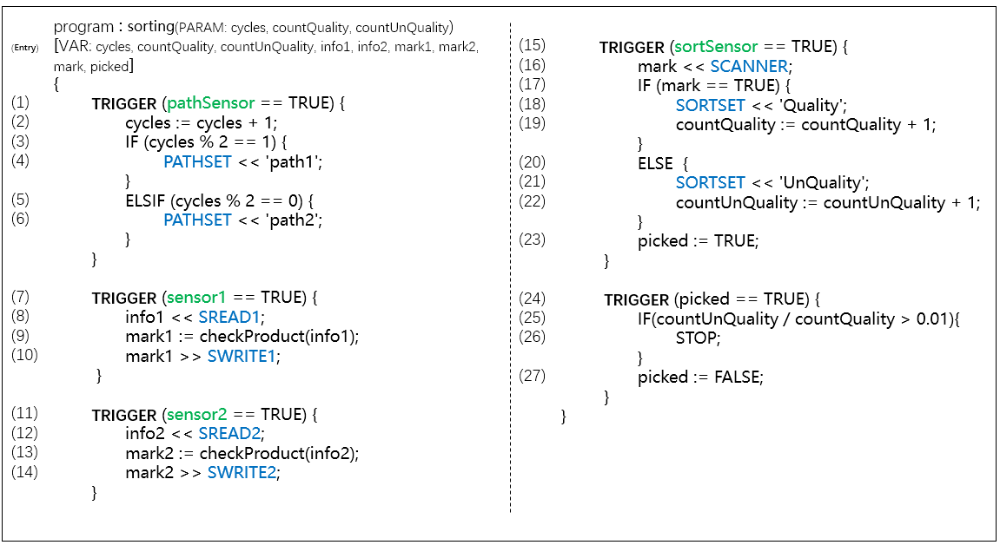 program : sorting(PARAM: cycles, countQuality, countUnQuality)
(Entry) [VAR: cycles, countQuality, countUnQuality, info1, info2, mark1, mark2,
mark, picked]
{
(1) TRIGGER (pathSensor == TRUE) {
(2) cycles := cycles + 1;
(3) IF (cycles % 2 == 1) {
(4) PATHSET << 'path1';
}
(5) ELSIF (cycles % 2 == 0) {
(6) PATHSET << 'path2';
}
}
(7) TRIGGER (sensor1 == TRUE) {
(8) info1 << SREAD1;
(9) mark1 := checkProduct(info1);
(10) mark1 >> SWRITE1;
}
(11) TRIGGER (sensor2 == TRUE) {
(12) info2 << SREAD2;
(13) mark2 := checkProduct(info2);
(14) mark2 >> SWRITE2;
}
(15) TRIGGER (sortSensor == TRUE) {
(16) mark << SCANNER;
(17) IF (mark == TRUE) {
(18) SORTSET << 'Quality';
(19) countQuality := countQuality + 1;
}
(20) ELSE {
(21) SORTSET << 'UnQuality';
(22) countUnQuality := countUnQuality + 1;
}
(23) picked := TRUE;
}
(24) TRIGGER (picked == TRUE) {
(25) IF(countUnQuality / countQuality > 0.01){
(26) STOP;
}
(27) picked := FALSE;
}
}